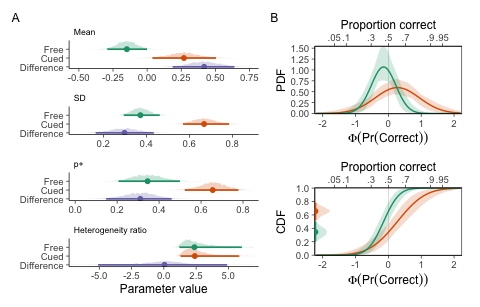 A
Mean
Free
Cued
Difference
-0.50 -0.25 0.00 0.25 0.50 0.75
SD
Free
Cued
Difference
0.2 0.4 0.6 0.8
p*
Free
Cued
Difference
0.0 0.2 0.4 0.6 0.8
Heterogeneity ratio
Free
Cued
Difference
-5.0 -2.5 0.0 2.5 5.0
Parameter value
B
Proportion correct
.05 .1 .3 .5 .7 .9 .95
PDF
1.50
1.25
1.00
0.75
0.50
0.25
0.00
-2 -1 0 1 2
Φ(Pr(Correct))
Proportion correct
.05 .1 .3 .5 .7 .9 .95
CDF
1.0
0.8
0.6
0.4
0.2
0.0
-2 -1 0 1 2
Φ(Pr(Correct))